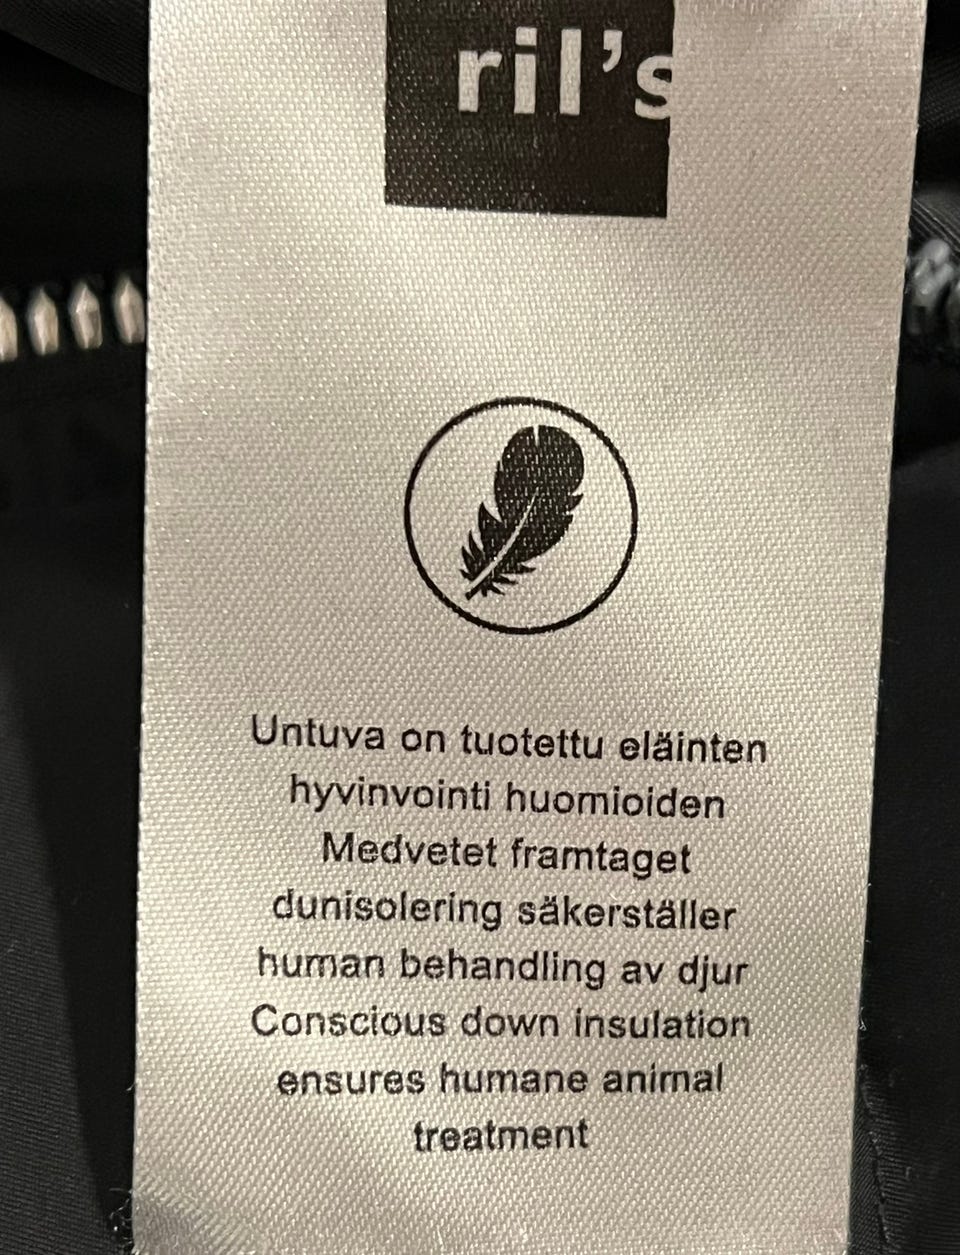 ril's
Untuva on tuotettu eläinten
hyvinvointi huomioiden
Medvetet framtaget
dunisolering säkerställer
human behandling av djur
Conscious down insulation
ensures humane animal
treatment